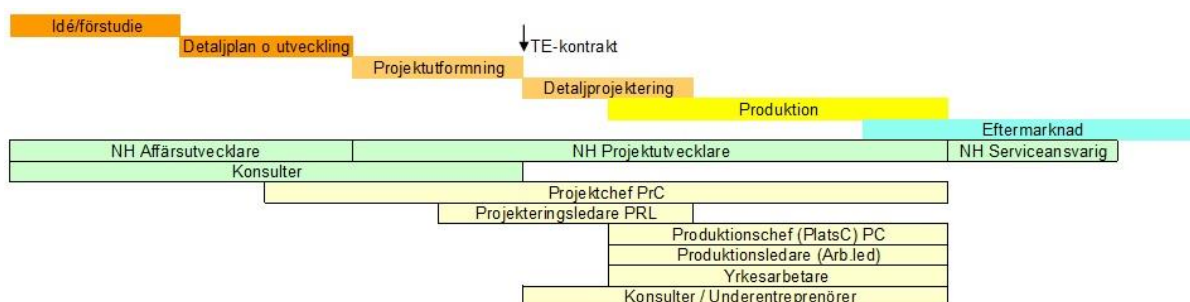 Idé/förstudie
Detaljplan o utveckling
TE-kontrakt
Projektutformning
Detaljprojektering
Produktion
Eftermarknad
NH Affärsutvecklare NH Projektutvecklare NH Serviceansvarig
Konsulter
Projektchef PrC
Projekteringsledare PRL
Produktionschef (PlatsC) PC
Produktionsledare (Arb.led)
Yrkesarbetare
Konsulter / Underentreprenörer